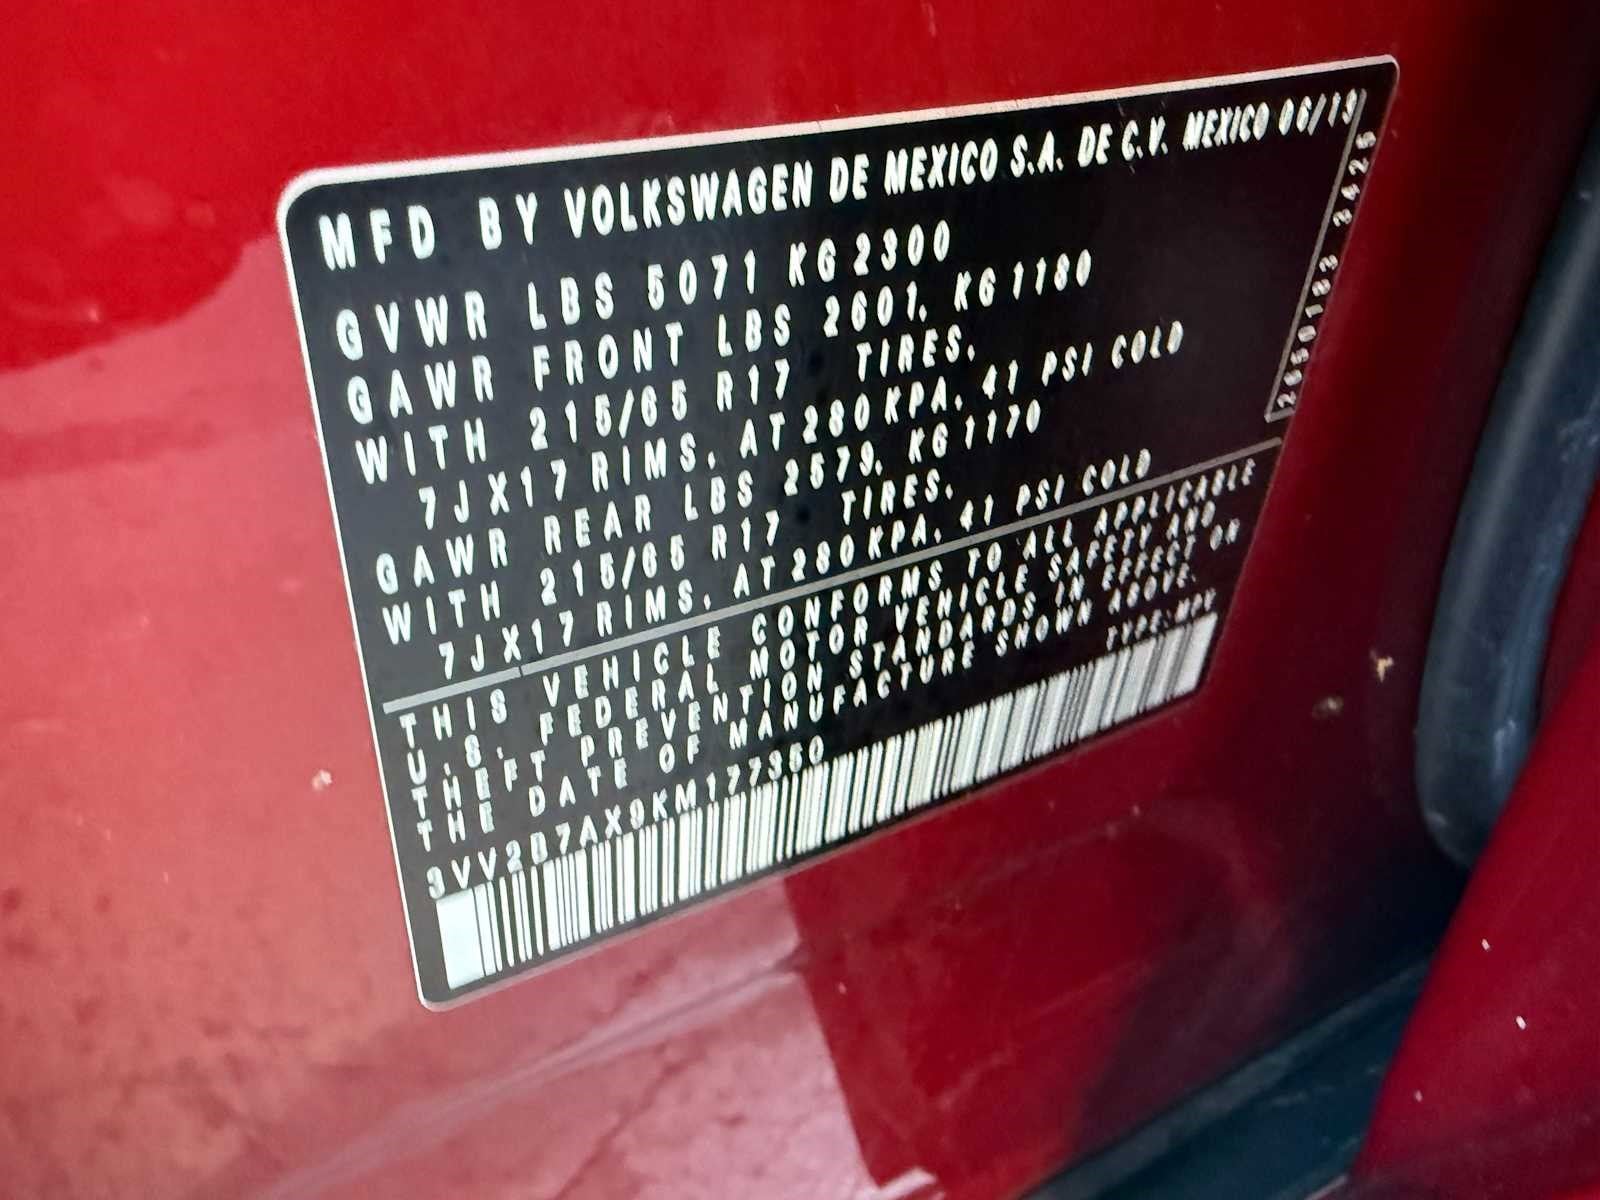 MFD BY VOLKSWAGEN DE MEXICO S.A. DE C.V. MEXICO 06/19
GVWR LBS 5071 KG 2300
GAWR FRONT LBS 2601, KG 1180
WITH 215/65 R17 TIRES,
7JX17 RIMS, AT 280 KPA, 41 PSI COLD
GAWR REAR LBS 2579, KG 1170
WITH 215/65 R17 TIRES,
7JX17 RIMS, AT 280 KPA, 41 PSI COLD
THIS VEHICLE CONFORMS TO ALL APPLICABLE
U.S. FEDERAL MOTOR VEHICLE SAFETY AND
THEFT PREVENTION STANDARDS IN EFFECT ON
THE DATE OF MANUFACTURE SHOWN ABOVE.
3VV2B7AX9KM177350 TYPE: MPV